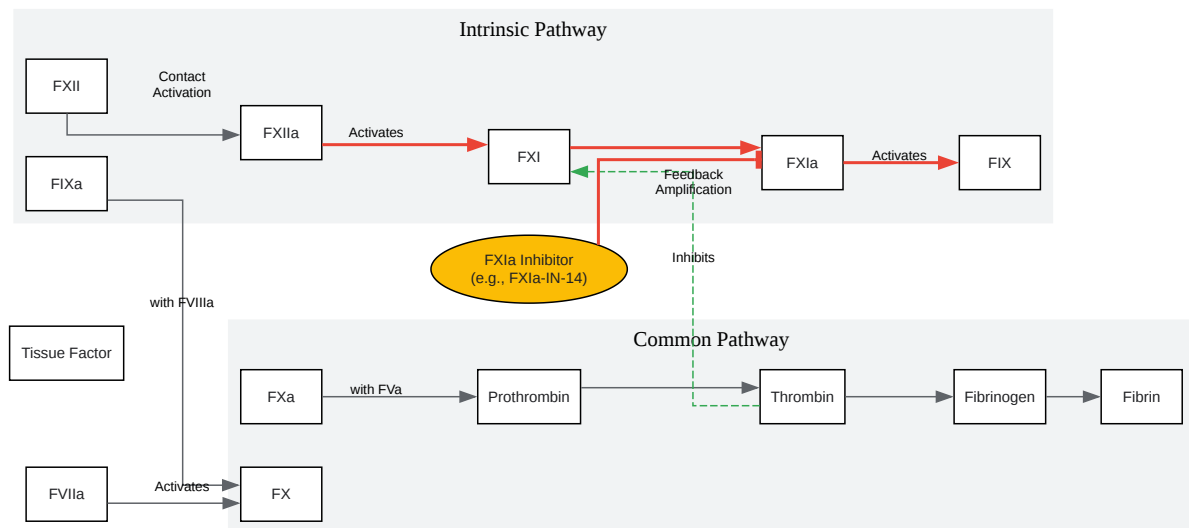 Intrinsic Pathway
FXII
Contact
Activation
FXIIa
Activates
FXI
FXIa
Activates
FIX
FIXa
Feedback
Amplification
FXIa Inhibitor
(e.g., FXIa-IN-14)
Inhibits
with FVIIIa
Tissue Factor
Common Pathway
FXa
with FVa
Prothrombin
Thrombin
Fibrinogen
Fibrin
FVIIa
Activates
FX